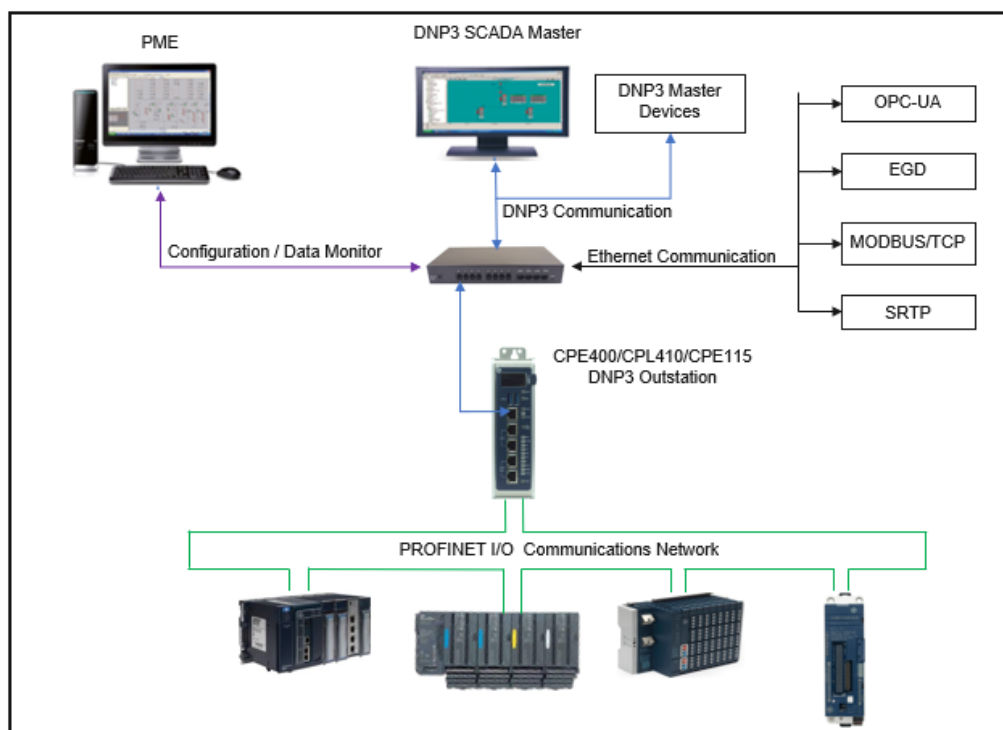 PME
DNP3 SCADA Master
DNP3 Master
Devices
OPC-UA
EGD
MODBUS/TCP
SRTP
DNP3 Communication
Configuration / Data Monitor
Ethernet Communication
CPE400/CPL410/CPE115
DNP3 Outstation
PROFINET I/O Communications Network